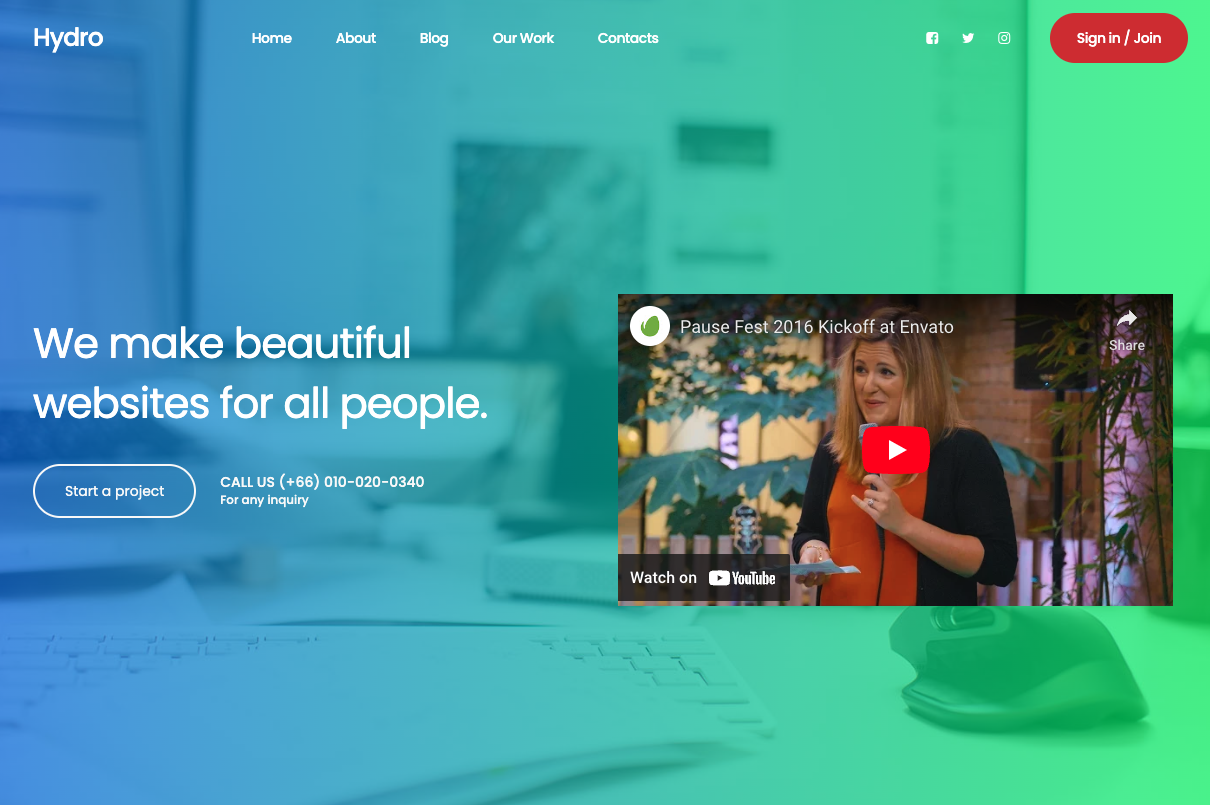 Hydro
Home About Blog Our Work Contacts
Sign in / Join
We make beautiful
websites for all people.
Start a project
CALL US (+66) 010-020-0340
For any inquiry
Pause Fest 2016 Kickoff at Envato
Share
Watch on YouTube